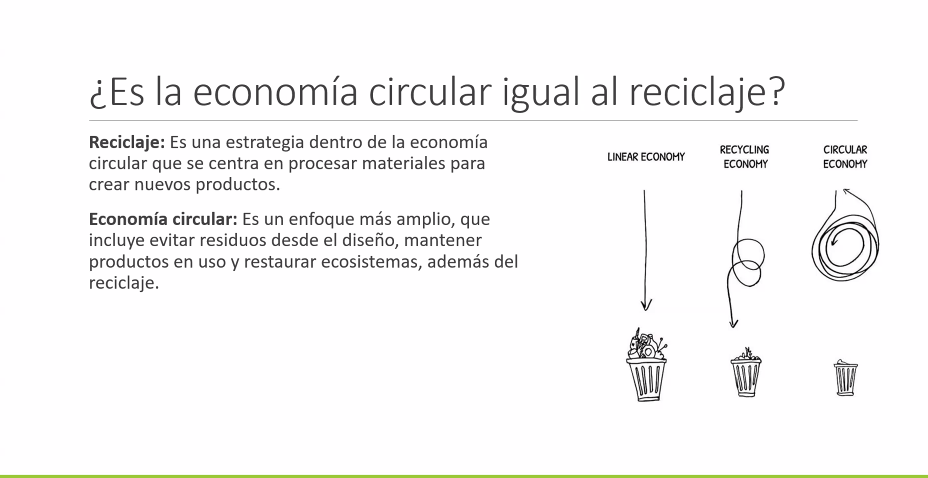 ¿Es la economía circular igual al reciclaje?
Reciclaje: Es una estrategia dentro de la economía
circular que se centra en procesar materiales para
crear nuevos productos.
Economía circular: Es un enfoque más amplio, que
incluye evitar residuos desde el diseño, mantener
productos en uso y restaurar ecosistemas, además del
reciclaje.
LINEAR ECONOMY
RECYCLING
ECONOMY
CIRCULAR
ECONOMY